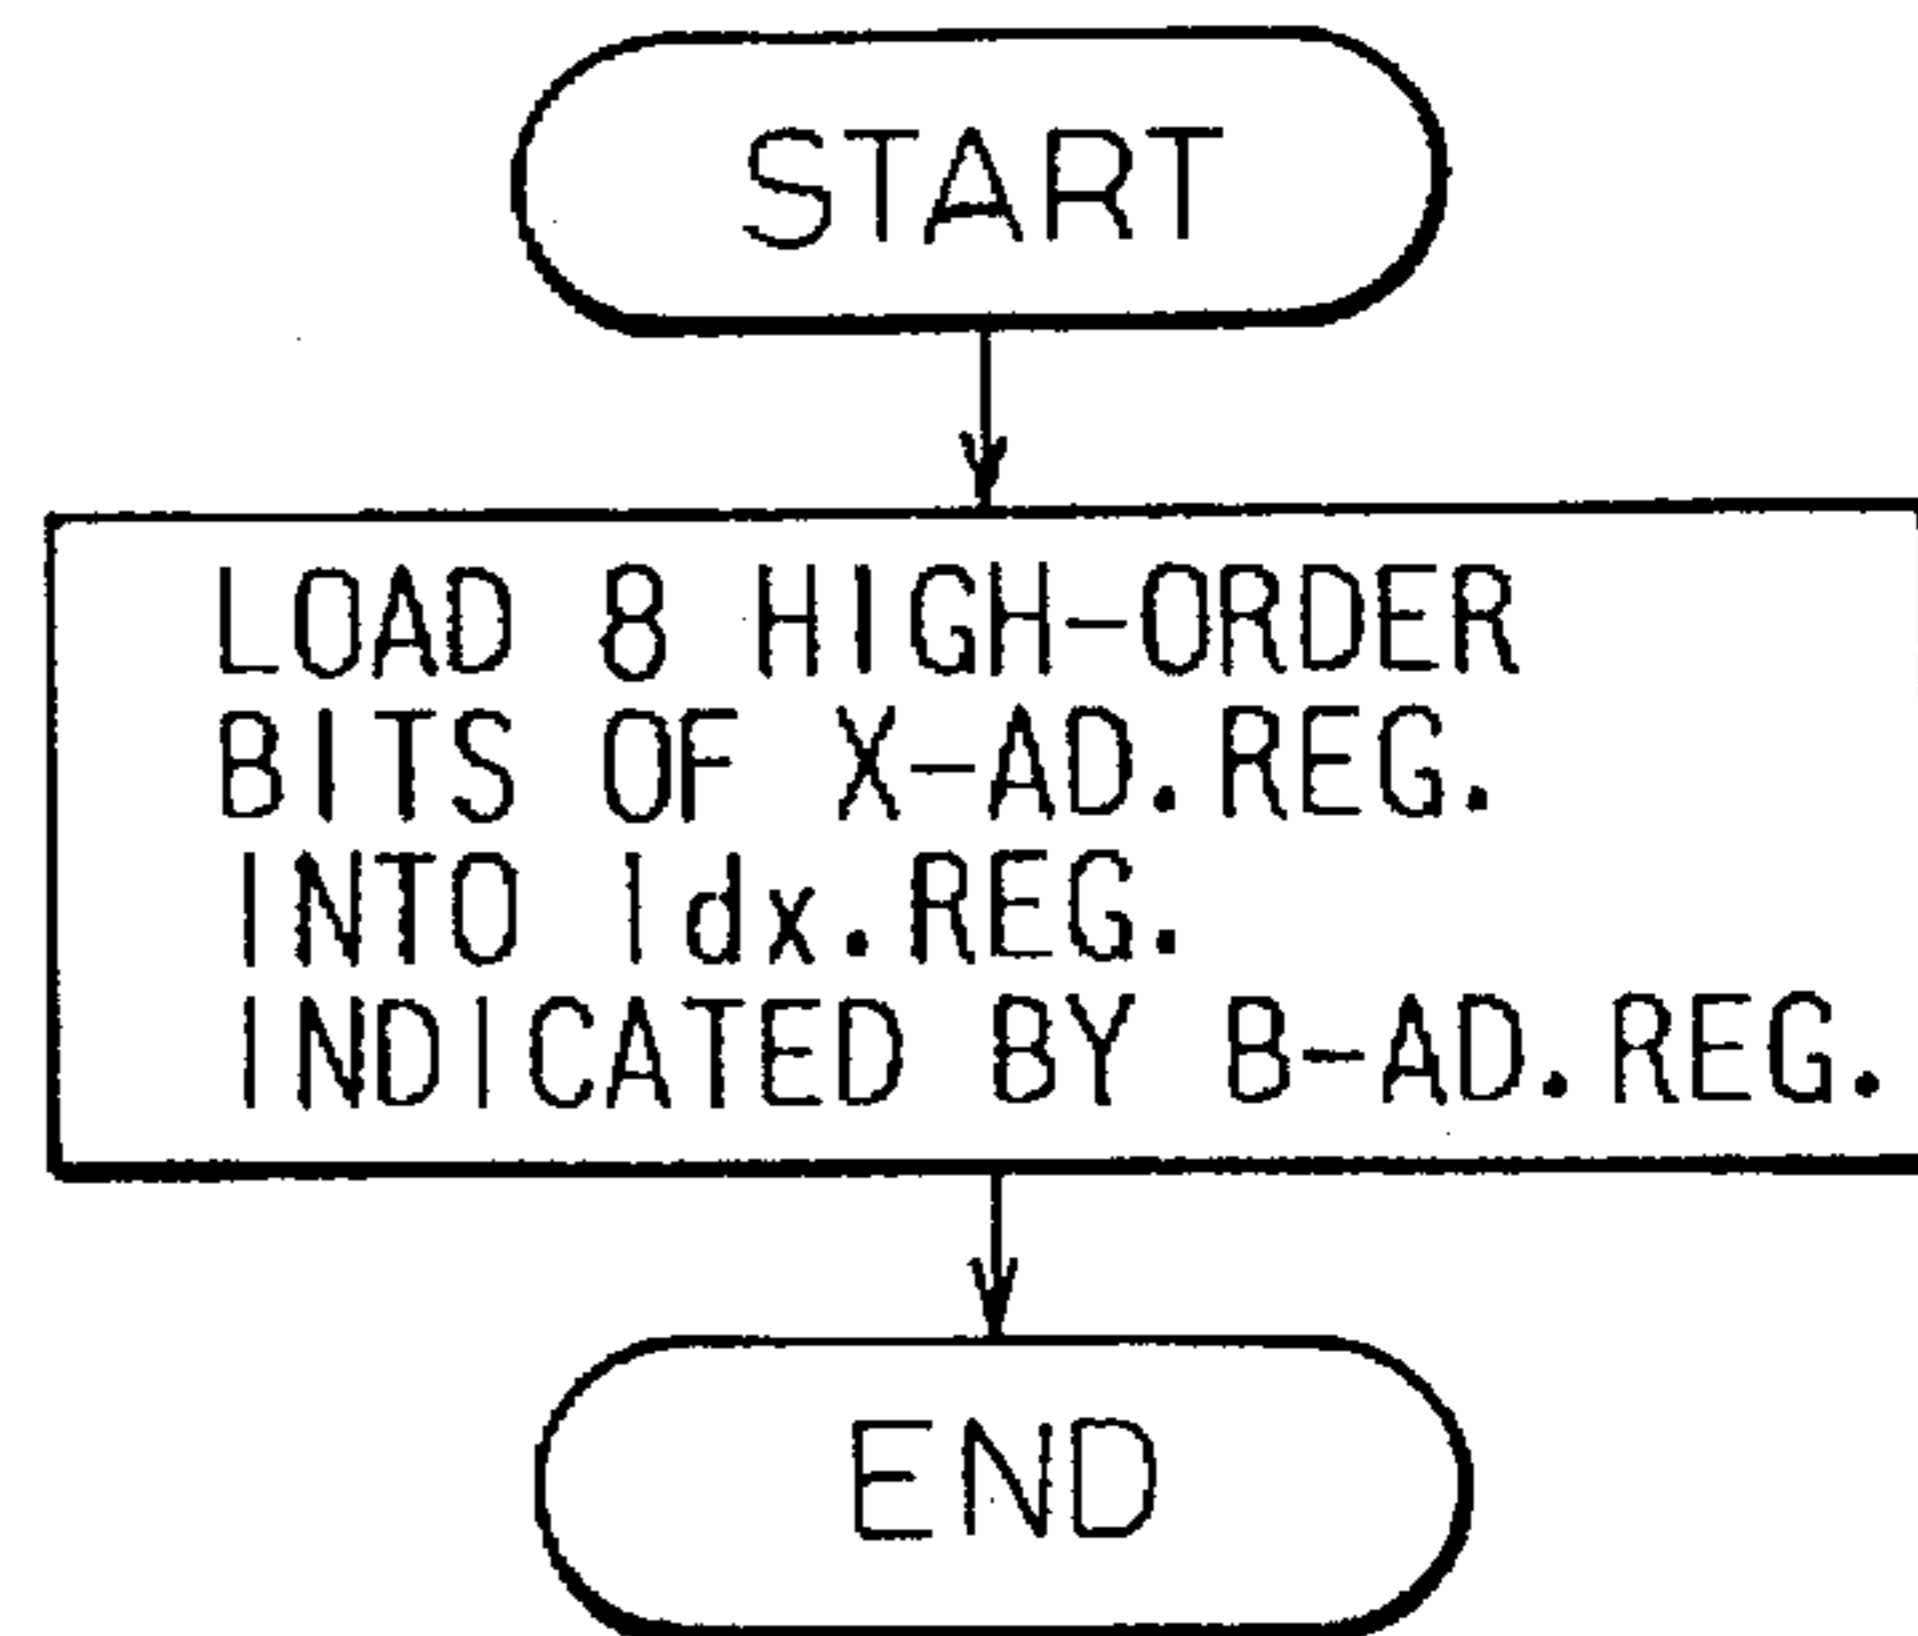 START
LOAD 8 HIGH-ORDER
BITS OF X-AD.REG.
INTO Idx.REG.
INDICATED BY B-AD.REG.
END